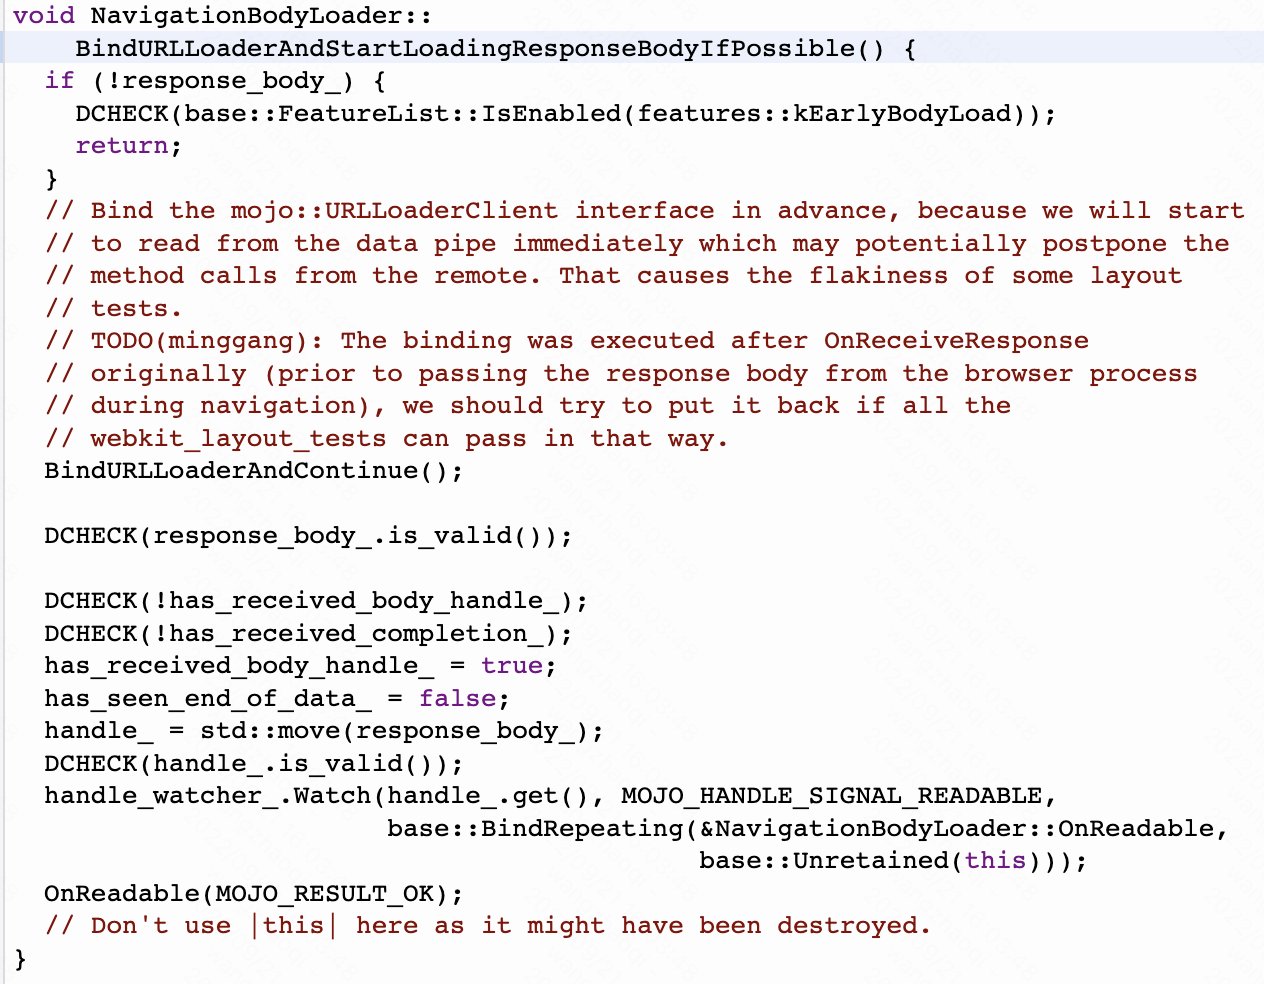 void NavigationBodyLoader::
    BindURLLoaderAndStartLoadingResponseBodyIfPossible() {
  if (!response_body_) {
    DCHECK(base::FeatureList::IsEnabled(features::kEarlyBodyLoad));
    return;
  }
  // Bind the mojo::URLLoaderClient interface in advance, because we will start
  // to read from the data pipe immediately which may potentially postpone the
  // method calls from the remote. That causes the flakiness of some layout
  // tests.
  // TODO(minggang): The binding was executed after OnReceiveResponse
  // originally (prior to passing the response body from the browser process
  // during navigation), we should try to put it back if all the
  // webkit_layout_tests can pass in that way.
  BindURLLoaderAndContinue();

  DCHECK(response_body_.is_valid());

  DCHECK(!has_received_body_handle_);
  DCHECK(!has_received_completion_);
  has_received_body_handle_ = true;
  has_seen_end_of_data_ = false;
  handle_ = std::move(response_body_);
  DCHECK(handle_.is_valid());
  handle_watcher_.Watch(handle_.get(), MOJO_HANDLE_SIGNAL_READABLE,
                        base::BindRepeating(&NavigationBodyLoader::OnReadable,
                                            base::Unretained(this)));
  OnReadable(MOJO_RESULT_OK);
  // Don't use |this| here as it might have been destroyed.
}